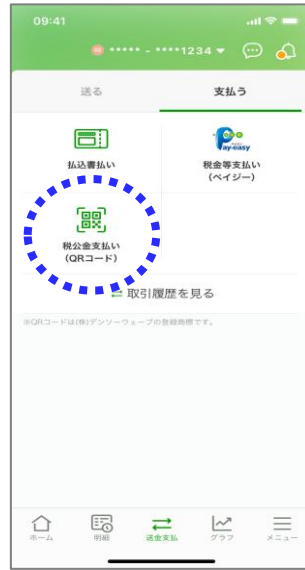 09:41
***** - ****1234
送る
支払う
払込書払い
Pay-easy
税金等支払い
(ペイジー)
税公金支払い
(QRコード)
取引履歴を見る
※QRコードは(株)デンソーウェーブの登録商標です。
ホーム
明細
送金支払
グラフ
メニュー